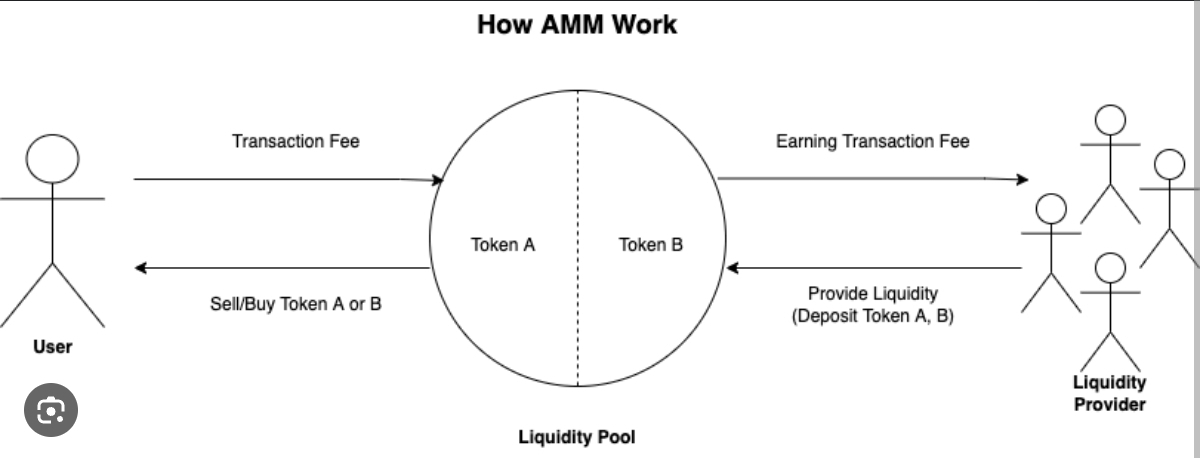 How AMM Work
Transaction Fee
Earning Transaction Fee
Token A
Token B
Sell/Buy Token A or B
Provide Liquidity
(Deposit Token A, B)
User
Liquidity
Provider
Liquidity Pool